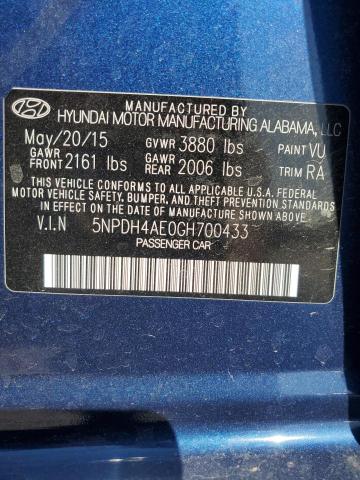 MANUFACTURED BY
HYUNDAI MOTOR MANUFACTURING ALABAMA, LLC
May/20/15 GVWR 3880 lbs PAINT VU
GAWR FRONT 2161 lbs GAWR REAR 2006 lbs TRIM RA
THIS VEHICLE CONFORMS TO ALL APPLICABLE U.S.A. FEDERAL
MOTOR VEHICLE SAFETY, BUMPER, AND THEFT PREVENTION
STANDARDS IN EFFECT ON THE DATE OF MANUFACTURE
SHOWN ABOVE.
V.I.N 5NPDH4AE0GH700433
PASSENGER CAR